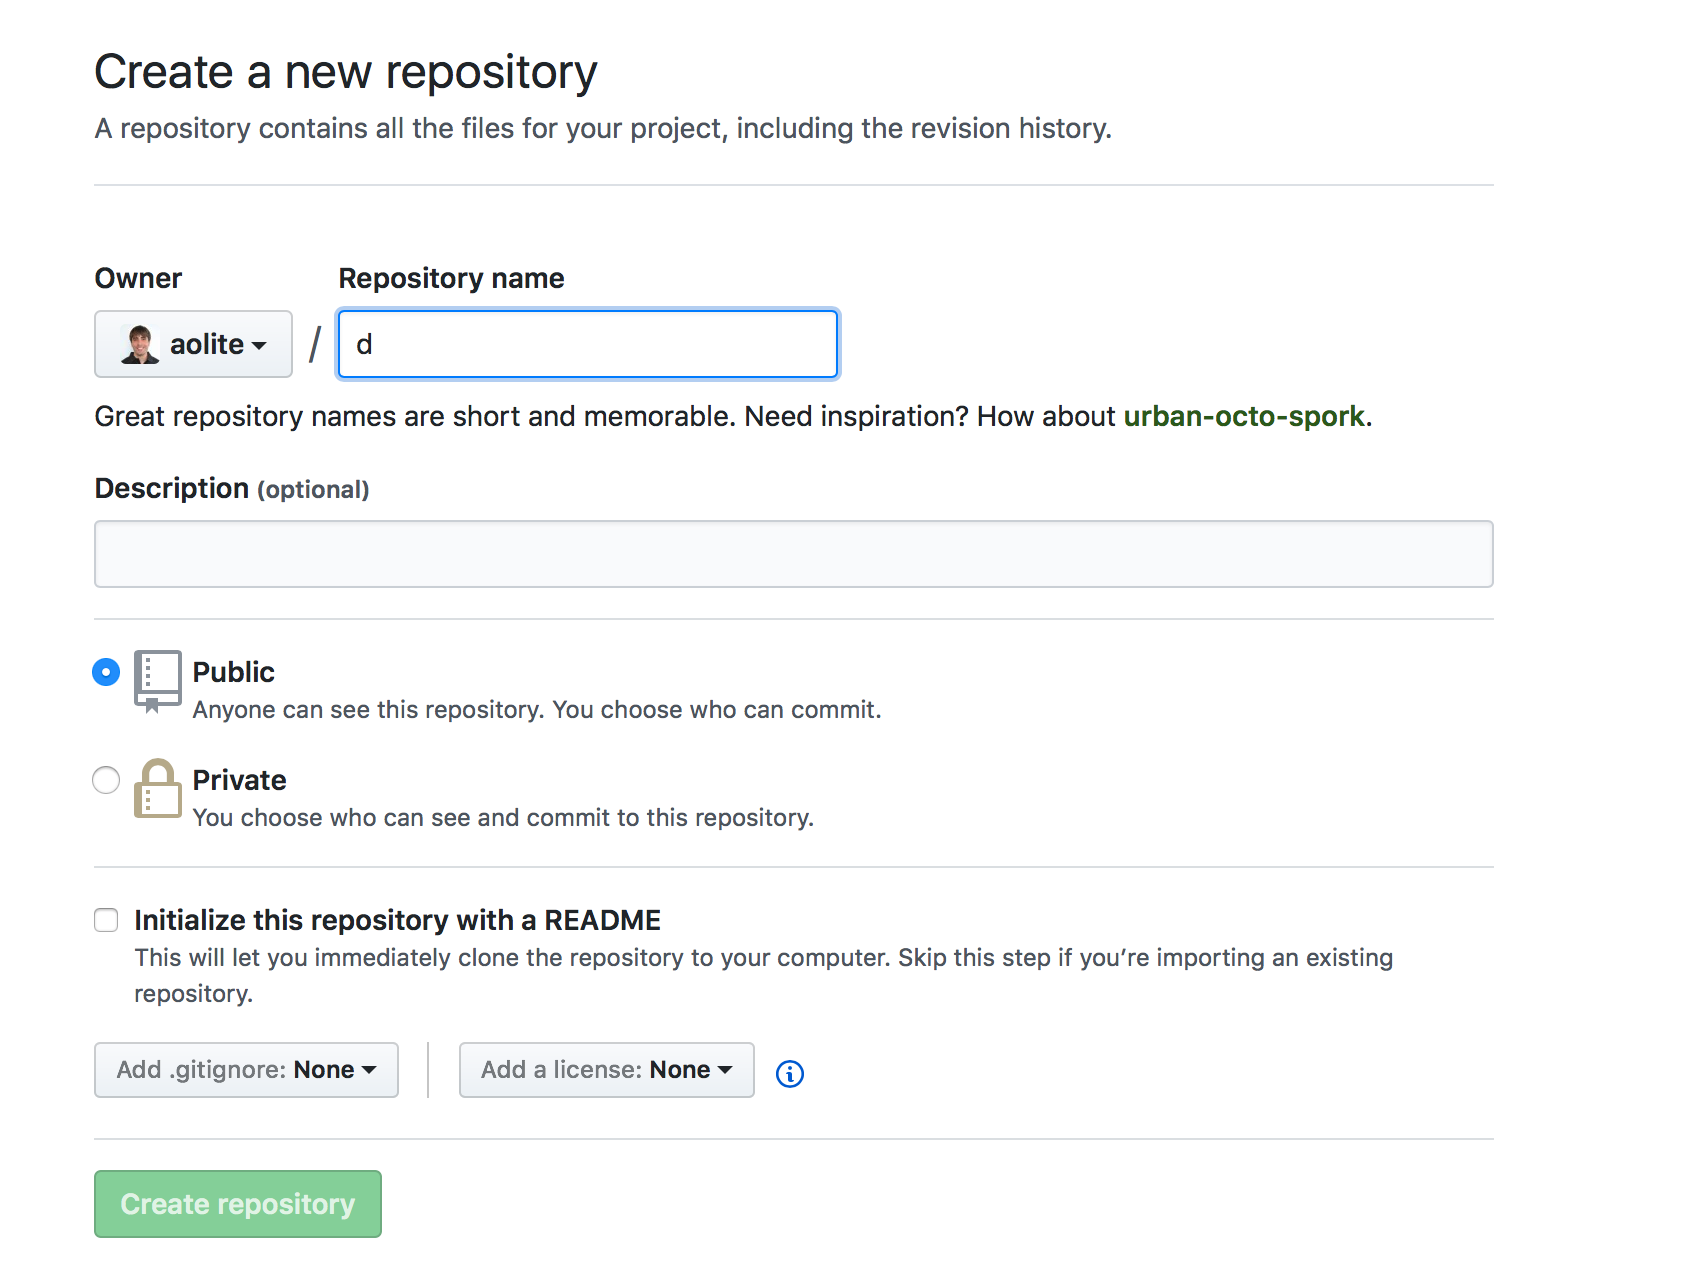 Create a new repository
A repository contains all the files for your project, including the revision history.
Owner
Repository name
aolite
/
d
Great repository names are short and memorable. Need inspiration? How about urban-octo-spork.
Description (optional)
Public
Anyone can see this repository. You choose who can commit.
Private
You choose who can see and commit to this repository.
Initialize this repository with a README
This will let you immediately clone the repository to your computer. Skip this step if you’re importing an existing
repository.
Add .gitignore: None
Add a license: None
Create repository